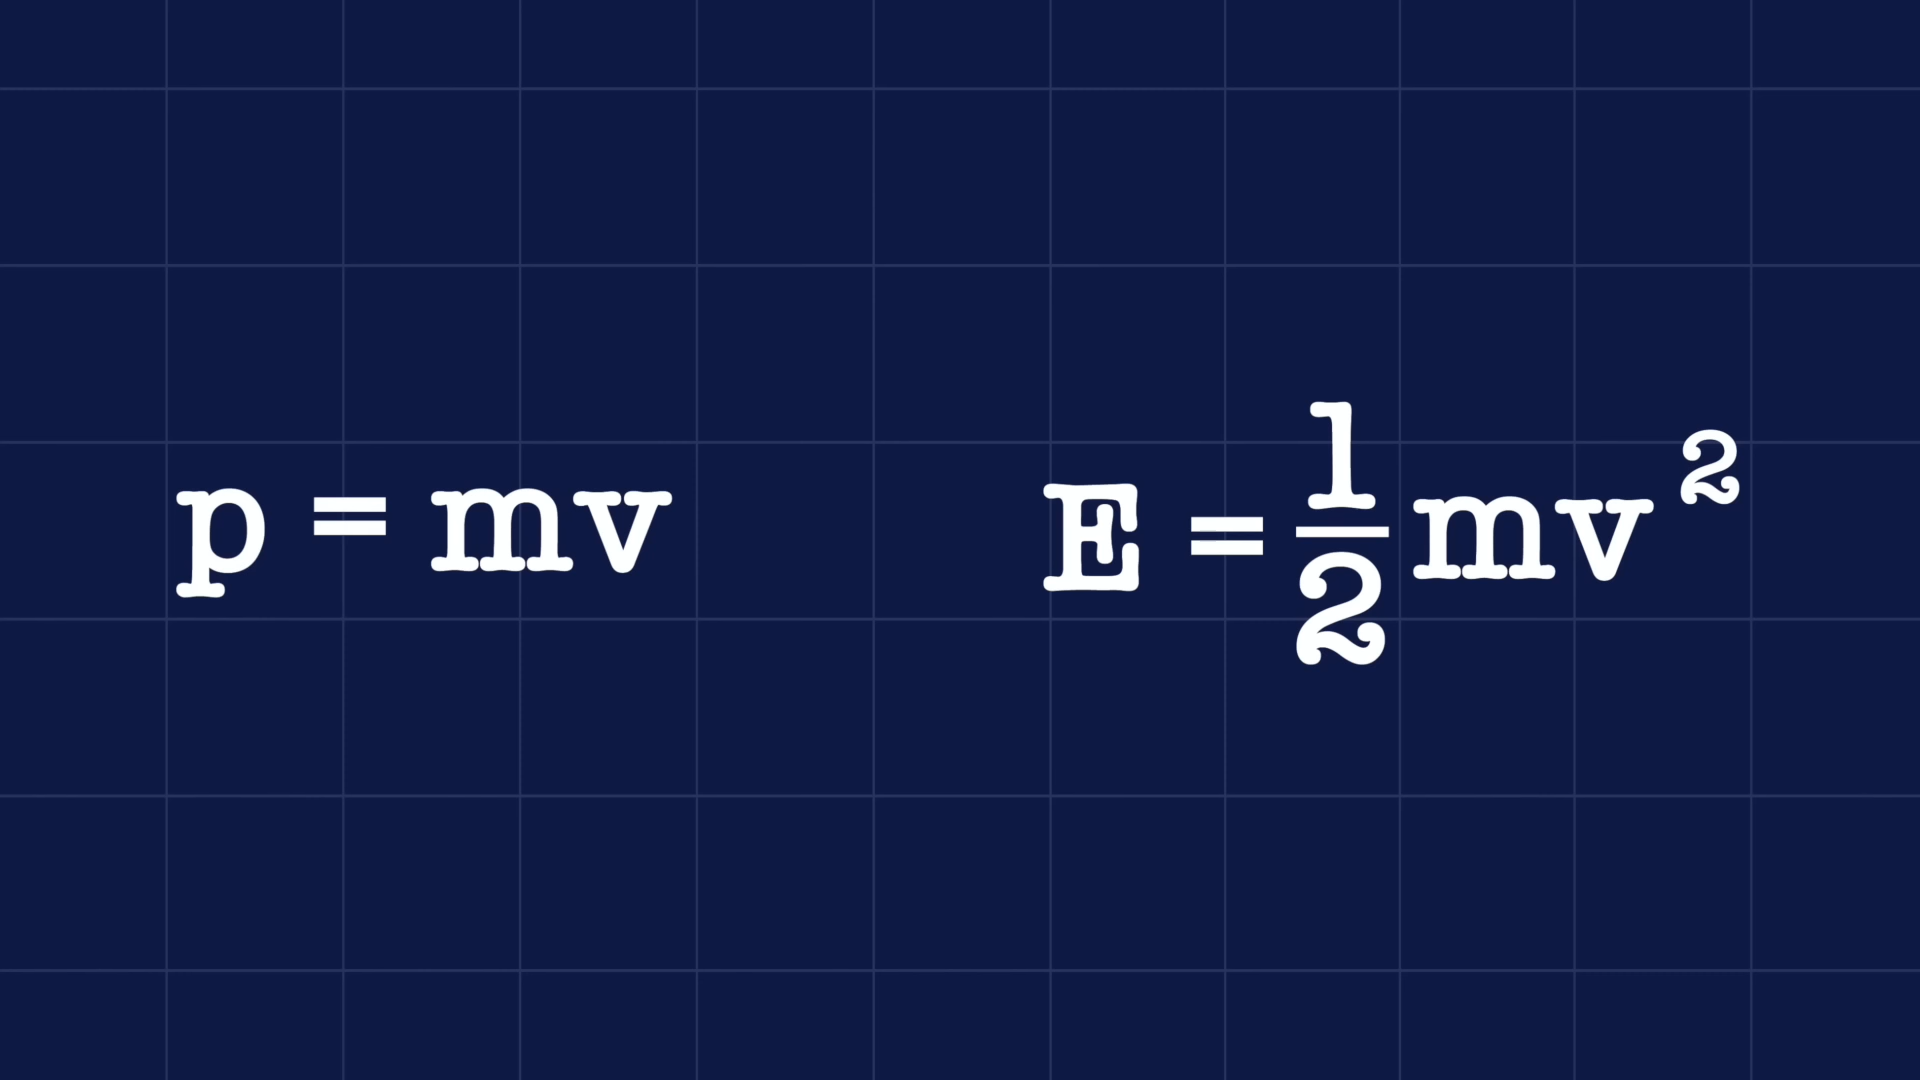 p = mv
E = 1/2 mv²